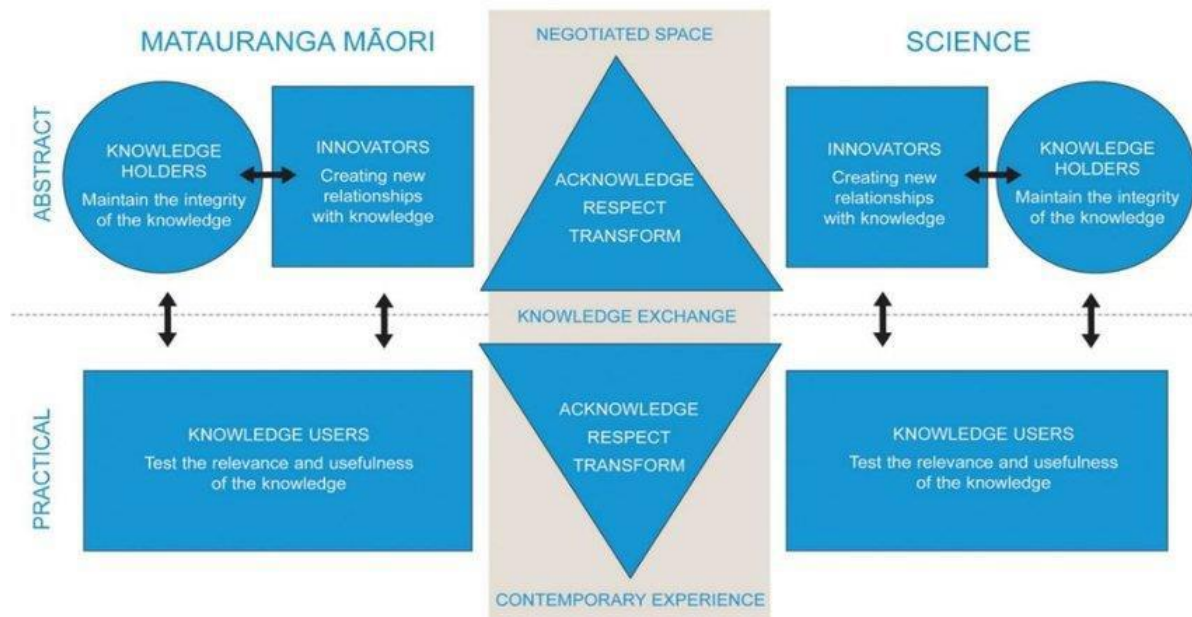 MATAURANGA MĀORI
NEGOTIATED SPACE
SCIENCE
ABSTRACT
KNOWLEDGE
HOLDERS
Maintain the integrity
of the knowledge
INNOVATORS
Creating new
relationships
with knowledge
ACKNOWLEDGE
RESPECT
TRANSFORM
INNOVATORS
Creating new
relationships
with knowledge
KNOWLEDGE
HOLDERS
Maintain the integrity
of the knowledge
KNOWLEDGE EXCHANGE
PRACTICAL
KNOWLEDGE USERS
Test the relevance and usefulness
of the knowledge
ACKNOWLEDGE
RESPECT
TRANSFORM
KNOWLEDGE USERS
Test the relevance and usefulness
of the knowledge
CONTEMPORARY EXPERIENCE